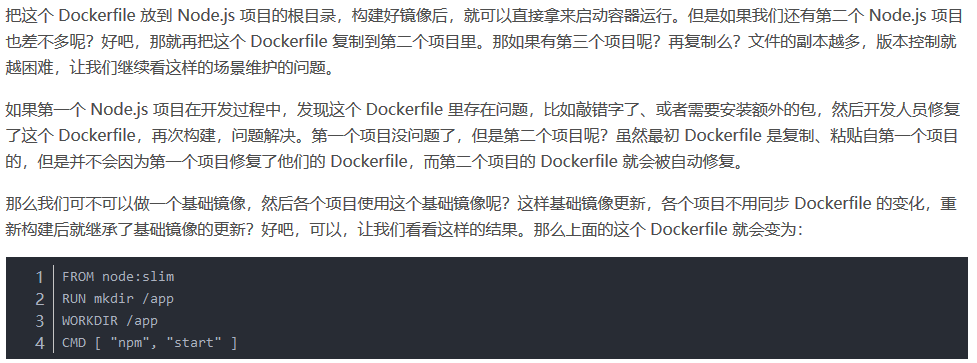 把这个 Dockerfile 放到 Node.js 项目的根目录，构建好镜像后，就可以直接拿来启动容器运行。但是如果我们还有第二个 Node.js 项目
也差不多呢？好吧，那就再把这个 Dockerfile 复制到第二个项目里。那如果有第三个项目呢？再复制么？文件的副本越多，版本控制就
越困难，让我们继续看这样的场景维护的问题。
如果第一个 Node.js 项目在开发过程中，发现这个 Dockerfile 里存在问题，比如敲错字了、或者需要安装额外的包，然后开发人员修复
了这个 Dockerfile，再次构建，问题解决。第一个项目没问题了，但是第二个项目呢？虽然最初 Dockerfile 是复制、粘贴自第一个项目
的，但是并不会因为第一个项目修复了他们的 Dockerfile，而第二个项目的 Dockerfile 就会被自动修复。
那么我们可不可以做一个基础镜像，然后各个项目使用这个基础镜像呢？这样基础镜像更新，各个项目不用同步 Dockerfile 的变化，重
新构建后就继承了基础镜像的更新？好吧，可以，让我们看看这样的结果。那么上面的这个 Dockerfile 就会变为：
1 FROM node:slim
2 RUN mkdir /app
3 WORKDIR /app
4 CMD [ "npm", "start" ]